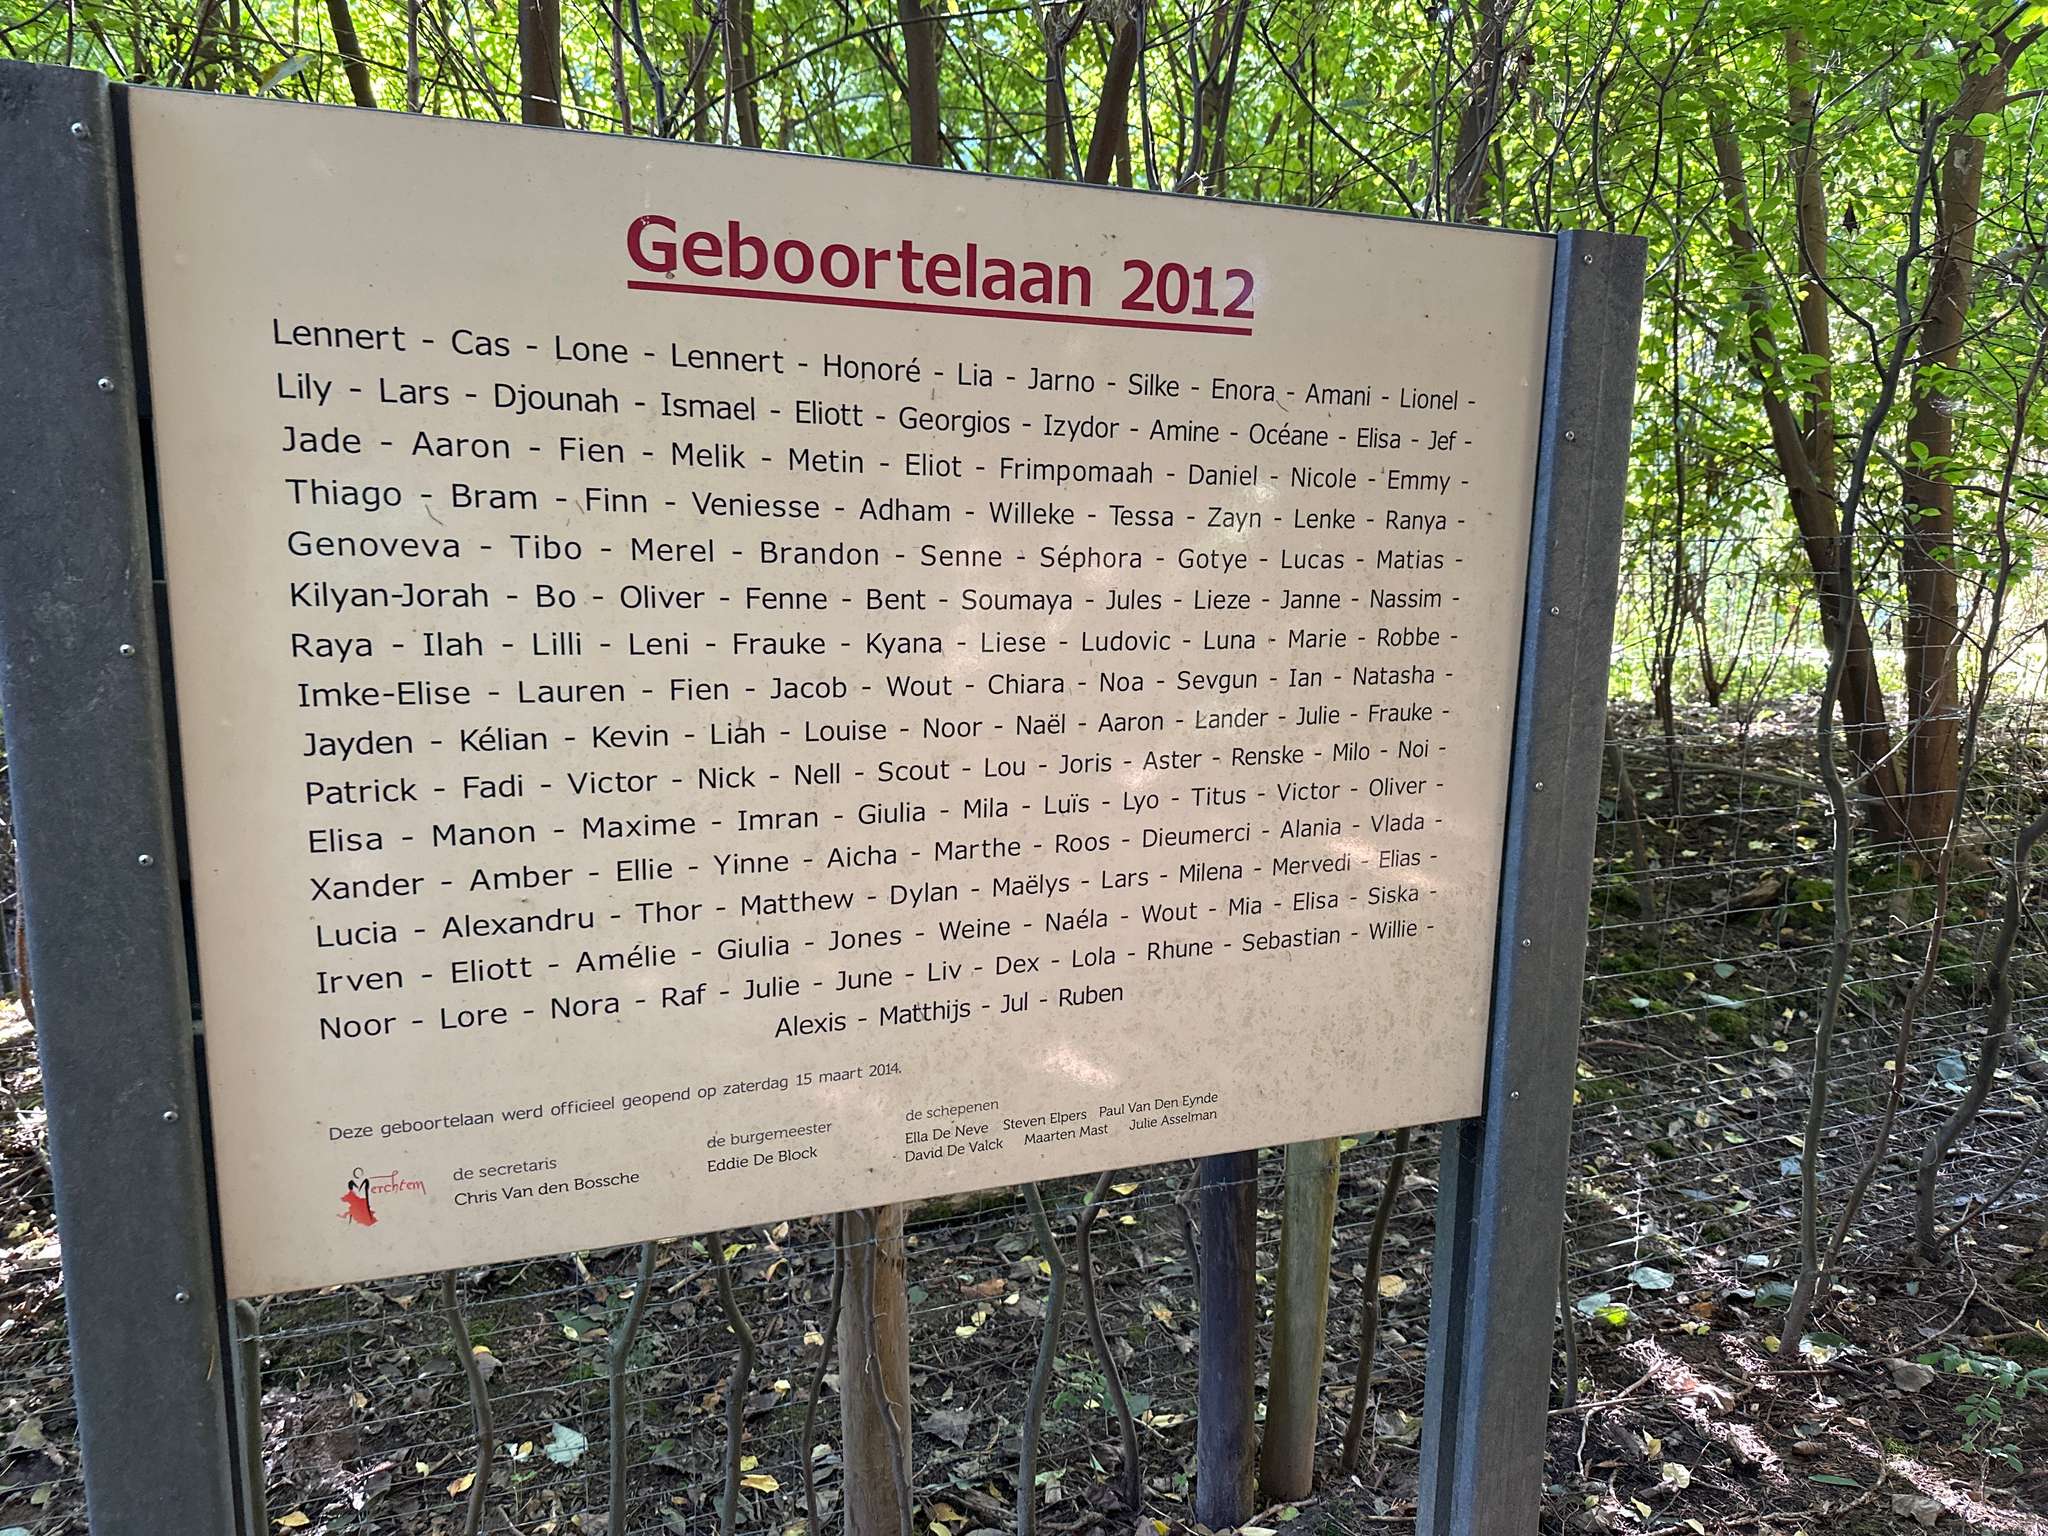 Geboortelaan 2012
Lennert - Cas - Lone - Lennert - Honoré - Lia - Jarno - Silke - Enora - Amani - Lionel -
Lily - Lars - Djounah - Ismael - Eliott - Georgios - Izydor - Amine - Océane - Elisa - Jef -
Jade - Aaron - Fien - Melik - Metin - Eliot - Frimpomaah - Daniel - Nicole - Emmy -
Thiago - Bram - Finn - Veniesse - Adham - Willeke - Tessa - Zayn - Lenke - Ranya -
Genoveva - Tibo - Merel - Brandon - Senne - Séphora - Gotye - Lucas - Matias -
Kilyan-Jorah - Bo - Oliver - Fenne - Bent - Soumaya - Jules - Lieze - Janne - Nassim -
Raya - Ilah - Lilli - Leni - Frauke - Kyana - Liese - Ludovic - Luna - Marie - Robbe -
Imke-Elise - Lauren - Fien - Jacob - Wout - Chiara - Noa - Sevgun - Ian - Natasha -
Jayden - Kélian - Kevin - Liah - Louise - Noor - Naël - Aaron - Lander - Julie - Frauke -
Patrick - Fadi - Victor - Nick - Nell - Scout - Lou - Joris - Aster - Renske - Milo - Noi -
Elisa - Manon - Maxime - Imran - Giulia - Mila - Luïs - Lyo - Titus - Victor - Oliver -
Xander - Amber - Ellie - Yinne - Aicha - Marthe - Roos - Dieumerci - Alania - Vlada -
Lucia - Alexandru - Thor - Matthew - Dylan - Maëlys - Lars - Milena - Mervedi - Elias -
Irven - Eliott - Amélie - Giulia - Jones - Weine - Naéla - Wout - Mia - Elisa - Siska -
Noor - Lore - Nora - Raf - Julie - June - Liv - Dex - Lola - Rhune - Sebastian - Willie -
Alexis - Matthijs - Jul - Ruben
Deze geboortelaan werd officieel geopend op zaterdag 15 maart 2014.
Merchtem
de secretaris
Chris Van den Bossche
de burgemeester
Eddie De Block
de schepenen
Ella De Neve Steven Elpers Paul Van Den Eynde
David De Valck Maarten Mast Julie Asselman